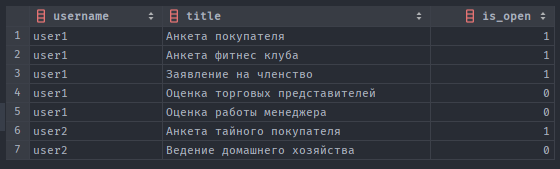 username title is_open
1 user1 Анкета покупателя 1
2 user1 Анкета фитнес клуба 1
3 user1 Заявление на членство 1
4 user1 Оценка торговых представителей 0
5 user1 Оценка работы менеджера 0
6 user2 Анкета тайного покупателя 1
7 user2 Ведение домашнего хозяйства 0